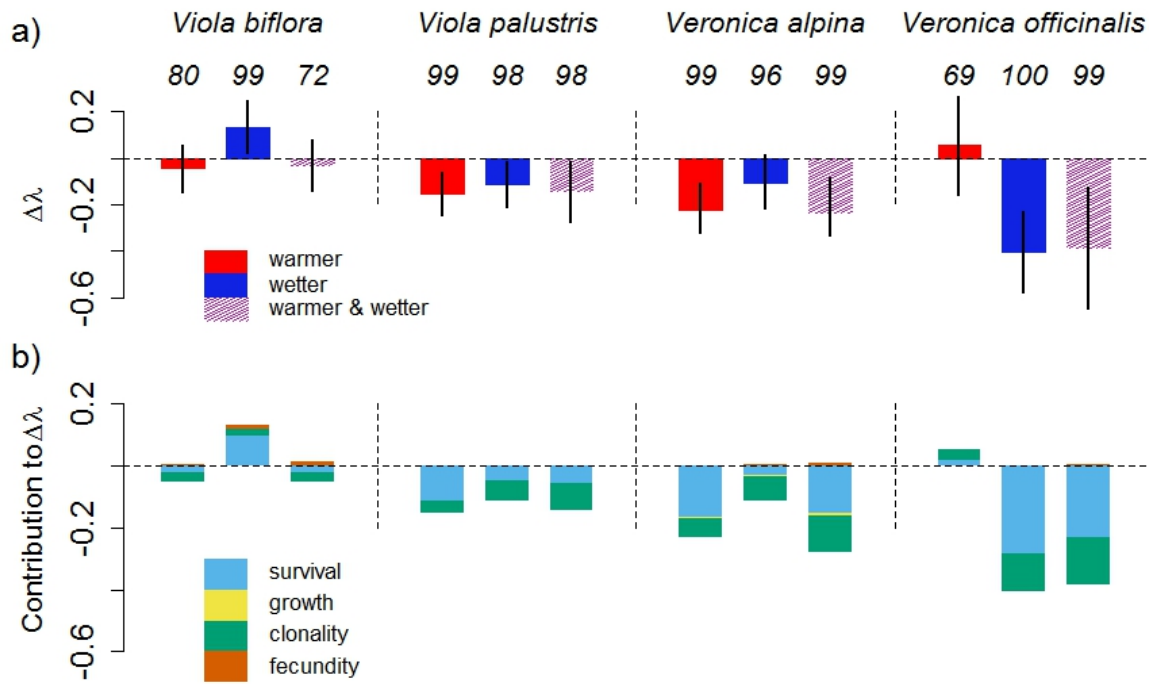 a)
Viola biflora Viola palustris Veronica alpina Veronica officinalis
80 99 72 99 98 98 99 96 99 69 100 99
0.2
-0.2
-0.6
Δλ
warmer
wetter
warmer & wetter
b)
0.2
-0.2
-0.6
Contribution to Δλ
survival
growth
clonality
fecundity